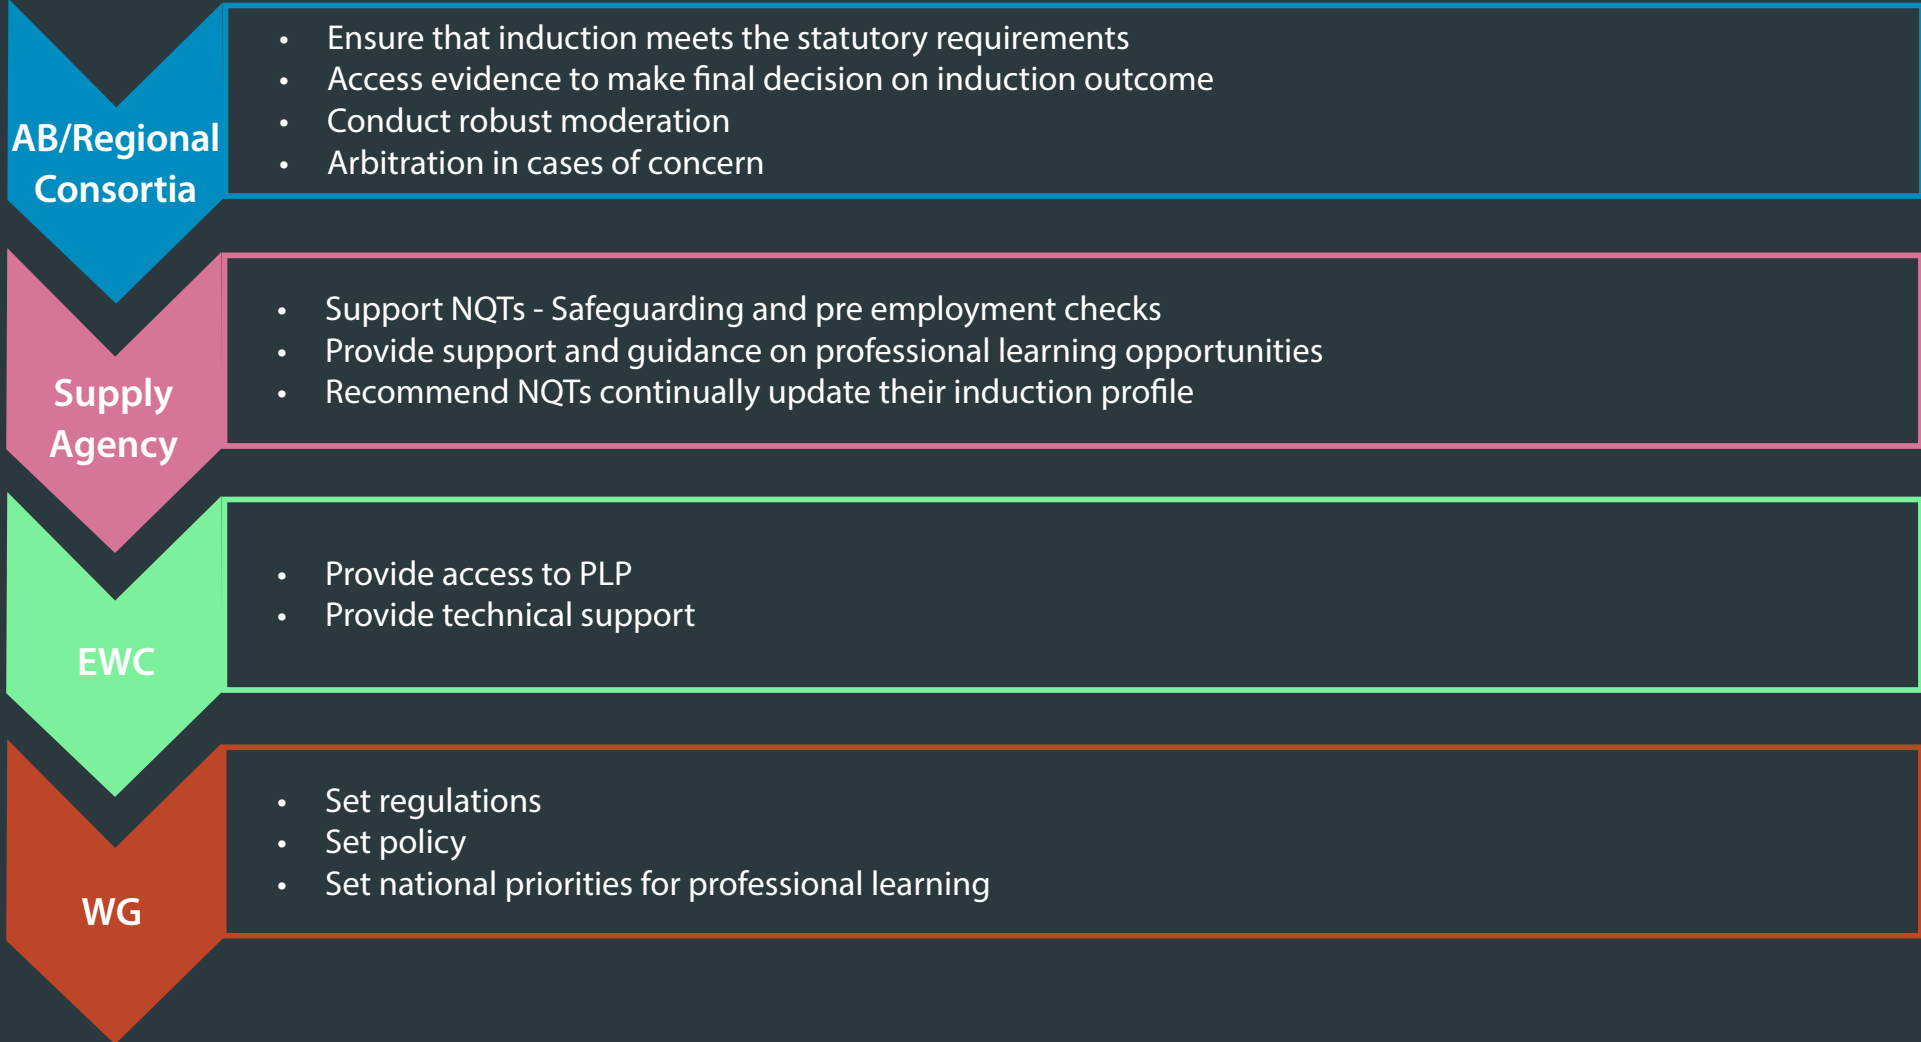 AB/Regional
Consortia
• Ensure that induction meets the statutory requirements
• Access evidence to make final decision on induction outcome
• Conduct robust moderation
• Arbitration in cases of concern
Supply
Agency
• Support NQTs - Safeguarding and pre employment checks
• Provide support and guidance on professional learning opportunities
• Recommend NQTs continually update their induction profile
EWC
• Provide access to PLP
• Provide technical support
WG
• Set regulations
• Set policy
• Set national priorities for professional learning